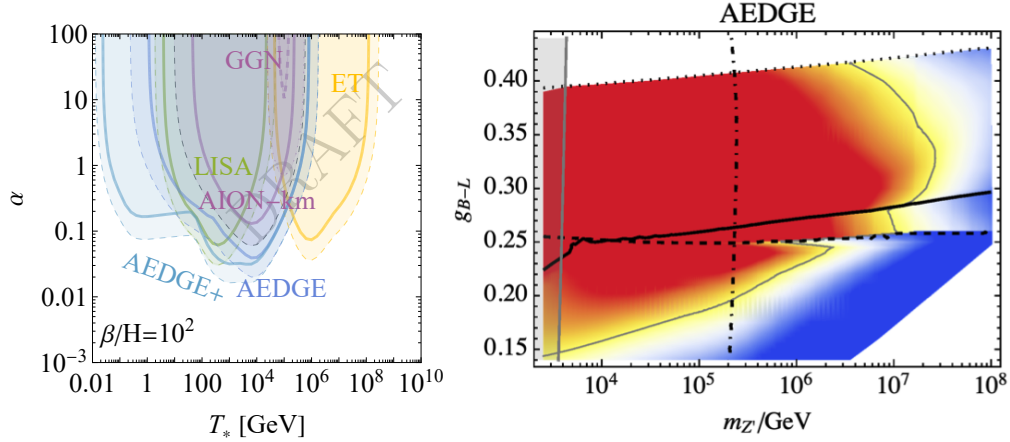 100
10
1
0.1
0.01
10⁻³
α
GGN
ET
LISA
AION-km
AEDGE+
AEDGE
β/H=10²
DRAFT
0.01 1 100 10⁴ 10⁶ 10⁸ 10¹⁰
T* [GeV]
AEDGE
0.40
0.35
0.30
0.25
0.20
0.15
g_{B-L}
10⁴ 10⁵ 10⁶ 10⁷ 10⁸
m_{Z'}/GeV